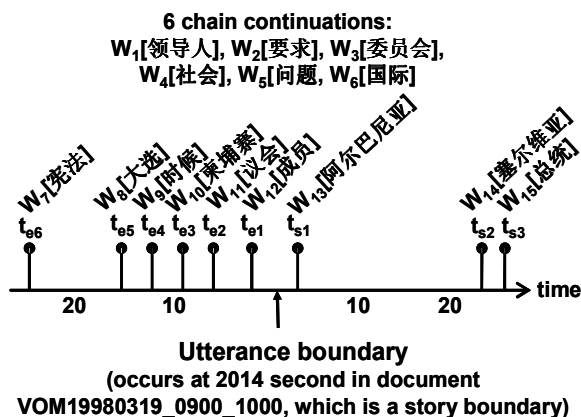 6 chain continuations:
W1[领导人], W2[要求], W3[委员会],
W4[社会], W5[问题, W6[国际]
W7[宪法]
W8[大选]
W9[时候]
W10[柬埔寨]
W11[议会]
W12[成员]
W13[阿尔巴尼亚]
W14[塞尔维亚]
W15[总统]
te6 te5 te4 te3 te2 te1 ts1 ts2 ts3
time
20 10 10 20
Utterance boundary
(occurs at 2014 second in document
VOM19980319_0900_1000, which is a story boundary)